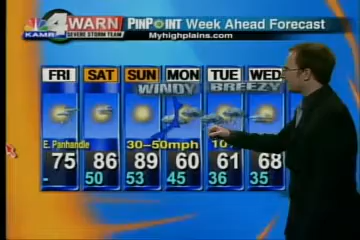 4 WARN
KAMR
SEVERE STORM TEAM
PINPOINT Week Ahead Forecast
Myhighplains.com
FRI SAT SUN MON TUE WED
WINDY BREEZY
E. Panhandle 30-50mph
75 86 89 60 61 68
50 53 45 36 35